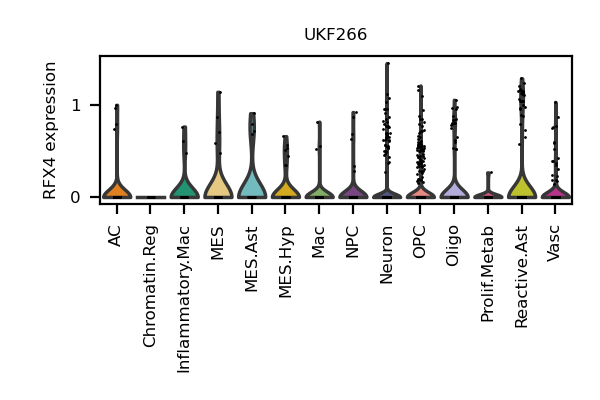 UKF266
RFX4 expression
1
0
AC
Chromatin.Reg
Inflammatory.Mac
MES
MES.Ast
MES.Hyp
Mac
NPC
Neuron
OPC
Oligo
Prolif.Metab
Reactive.Ast
Vasc